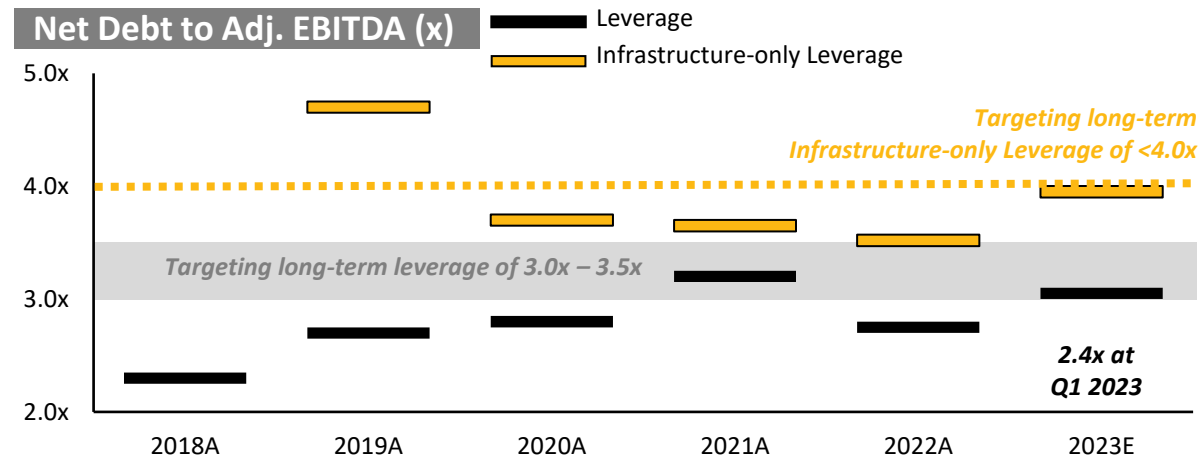 Net Debt to Adj. EBITDA (x)
Leverage
Infrastructure-only Leverage
5.0x
Targeting long-term
Infrastructure-only Leverage of <4.0x
4.0x
Targeting long-term leverage of 3.0x – 3.5x
3.0x
2.4x at
Q1 2023
2.0x
2018A 2019A 2020A 2021A 2022A 2023E